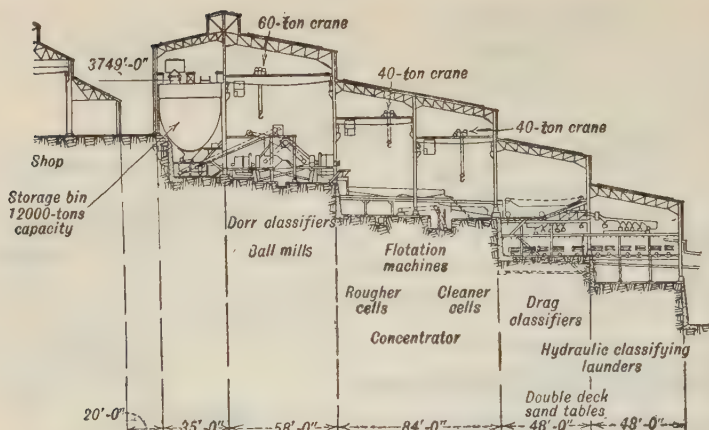 60-ton crane
3749'-0"
40-ton crane
40-ton crane
Shop
Storage bin
12000-tons
capacity
Dorr classifiers
Ball mills
Flotation
machines
Rougher
cells
Cleaner
cells
Drag
classifiers
Concentrator
Hydraulic classifying
launders
Double deck
sand tables
20'-0"
35'-0"
58'-0"
84'-0"
48'-0"
48'-0"